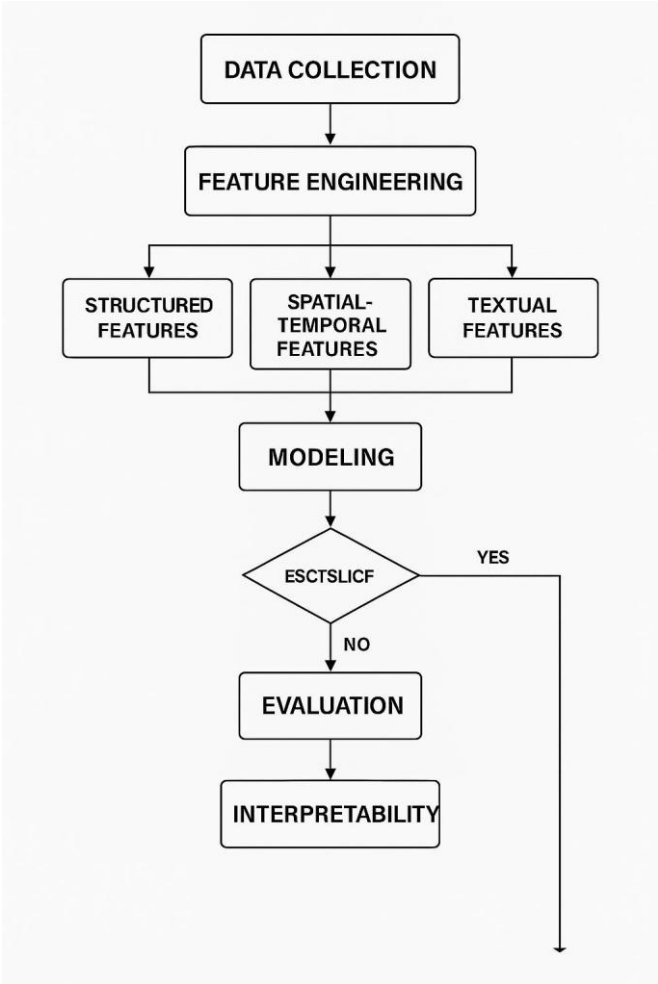 DATA COLLECTION
FEATURE ENGINEERING
STRUCTURED
FEATURES
SPATIAL-
TEMPORAL
FEATURES
TEXTUAL
FEATURES
MODELING
ESCTSLICF
YES
NO
EVALUATION
INTERPRETABILITY